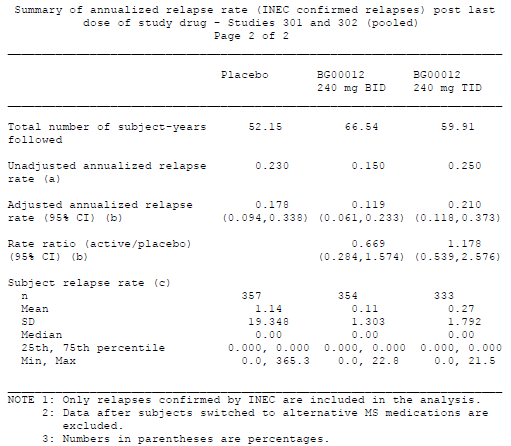 Summary of annualized relapse rate (INEC confirmed relapses) post last
dose of study drug - Studies 301 and 302 (pooled)
Page 2 of 2
Placebo BG00012 BG00012
240 mg BID 240 mg TID
Total number of subject-years 52.15 66.54 59.91
followed
Unadjusted annualized relapse 0.230 0.150 0.250
rate (a)
Adjusted annualized relapse 0.178 0.119 0.210
rate (95% CI) (b) (0.094,0.338) (0.061,0.233) (0.118,0.373)
Rate ratio (active/placebo) 0.669 1.178
(95% CI) (b) (0.284,1.574) (0.539,2.576)
Subject relapse rate (c)
n 357 354 333
Mean 1.14 0.11 0.27
SD 19.348 1.303 1.792
Median 0.00 0.00 0.00
25th, 75th percentile 0.000, 0.000 0.000, 0.000 0.000, 0.000
Min, Max 0.0, 365.3 0.0, 22.8 0.0, 21.5
NOTE 1: Only relapses confirmed by INEC are included in the analysis.
2: Data after subjects switched to alternative MS medications are
excluded.
3: Numbers in parentheses are percentages.